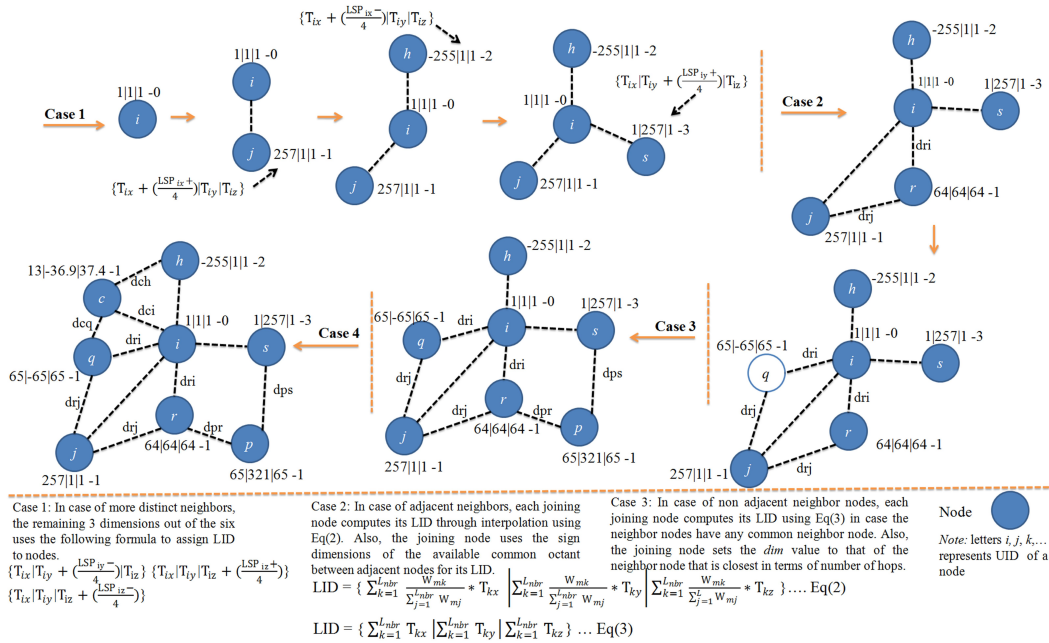 {T_ix + (LSP_ix−/4)|T_iy|T_iz}
h
-255|1|1 -2
1|1|1 -0
i
j
257|1|1 -1
{T_ix + (LSP_ix+/4)|T_iy|T_iz}
Case 1
1|1|1 -0
i
1|1|1 -0
i
j
257|1|1 -1
h
-255|1|1 -2
{T_ix|T_iy + (LSP_iy+/4)|T_iz}
1|1|1 -0
i
1|257|1 -3
s
j
257|1|1 -1
Case 2
h
-255|1|1 -2
1|1|1 -0
i
1|257|1 -3
s
dri
r
64|64|64 -1
drj
j
257|1|1 -1
h
-255|1|1 -2
1|1|1 -0
i
1|257|1 -3
s
65|-65|65 -1
q
dri
drj
dri
r
64|64|64 -1
drj
j
257|1|1 -1
Case 3
h
-255|1|1 -2
1|1|1 -0
i
1|257|1 -3
s
65|-65|65 -1
q
dri
drj
dri
dps
r
64|64|64 -1
drj
dpr
p
65|321|65 -1
j
257|1|1 -1
Case 4
h
-255|1|1 -2
13|-36.9|37.4 -1
c
dch
dci
dcq
1|1|1 -0
i
1|257|1 -3
s
q
65|-65|65 -1
dri
drj
dri
dps
r
64|64|64 -1
drj
dpr
p
65|321|65 -1
j
257|1|1 -1
Case 1: In case of more distinct neighbors,
the remaining 3 dimensions out of the six
uses the following formula to assign LID
to nodes.
{T_ix|T_iy + (LSP_iy−/4)|T_iz} {T_ix|T_iy|T_iz + (LSP_iz+/4)}
{T_ix|T_iy|T_iz + (LSP_iz−/4)}
Case 2: In case of adjacent neighbors, each joining
node computes its LID through interpolation using
Eq(2). Also, the joining node uses the sign
dimensions of the available common octant
between adjacent nodes for its LID.
Case 3: In case of non adjacent neighbor nodes, each
joining node computes its LID using Eq(3) in case the
neighbor nodes have any common neighbor node. Also,
the joining node sets the dim value to that of the
neighbor node that is closest in terms of number of hops.
LID = { ∑_{k=1}^{L_nbr} W_mk/(∑_{j=1}^{L_nbr} W_mj) * T_kx | ∑_{k=1}^{L_nbr} W_mk/(∑_{j=1}^{L_nbr} W_mj) * T_ky | ∑_{k=1}^{L_nbr} W_mk/(∑_{j=1}^{L} W_mj) * T_kz } .... Eq(2)
LID = { ∑_{k=1}^{L_nbr} T_kx | ∑_{k=1}^{L_nbr} T_ky | ∑_{k=1}^{L_nbr} T_kz } ... Eq(3)
Node
Note: letters i, j, k,…
represents UID of a
node